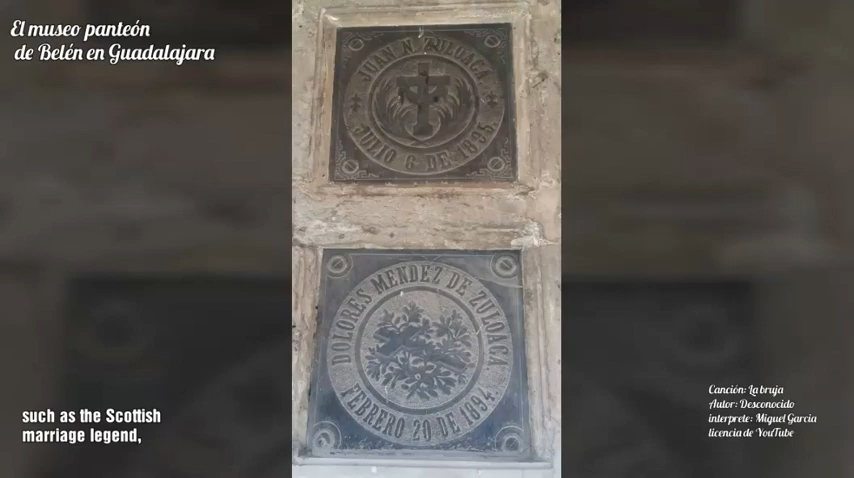 El museo panteón
de Belén en Guadalajara
JUAN N. ZULOAGA
JULIO 6 DE 1895.
DOLORES MENDEZ DE ZULOAGA
FEBRERO 20 DE 1894.
such as the Scottish
marriage legend,
Canción: La bruja
Autor: Desconocido
interprete: Miguel Garcia
licencia de YouTube